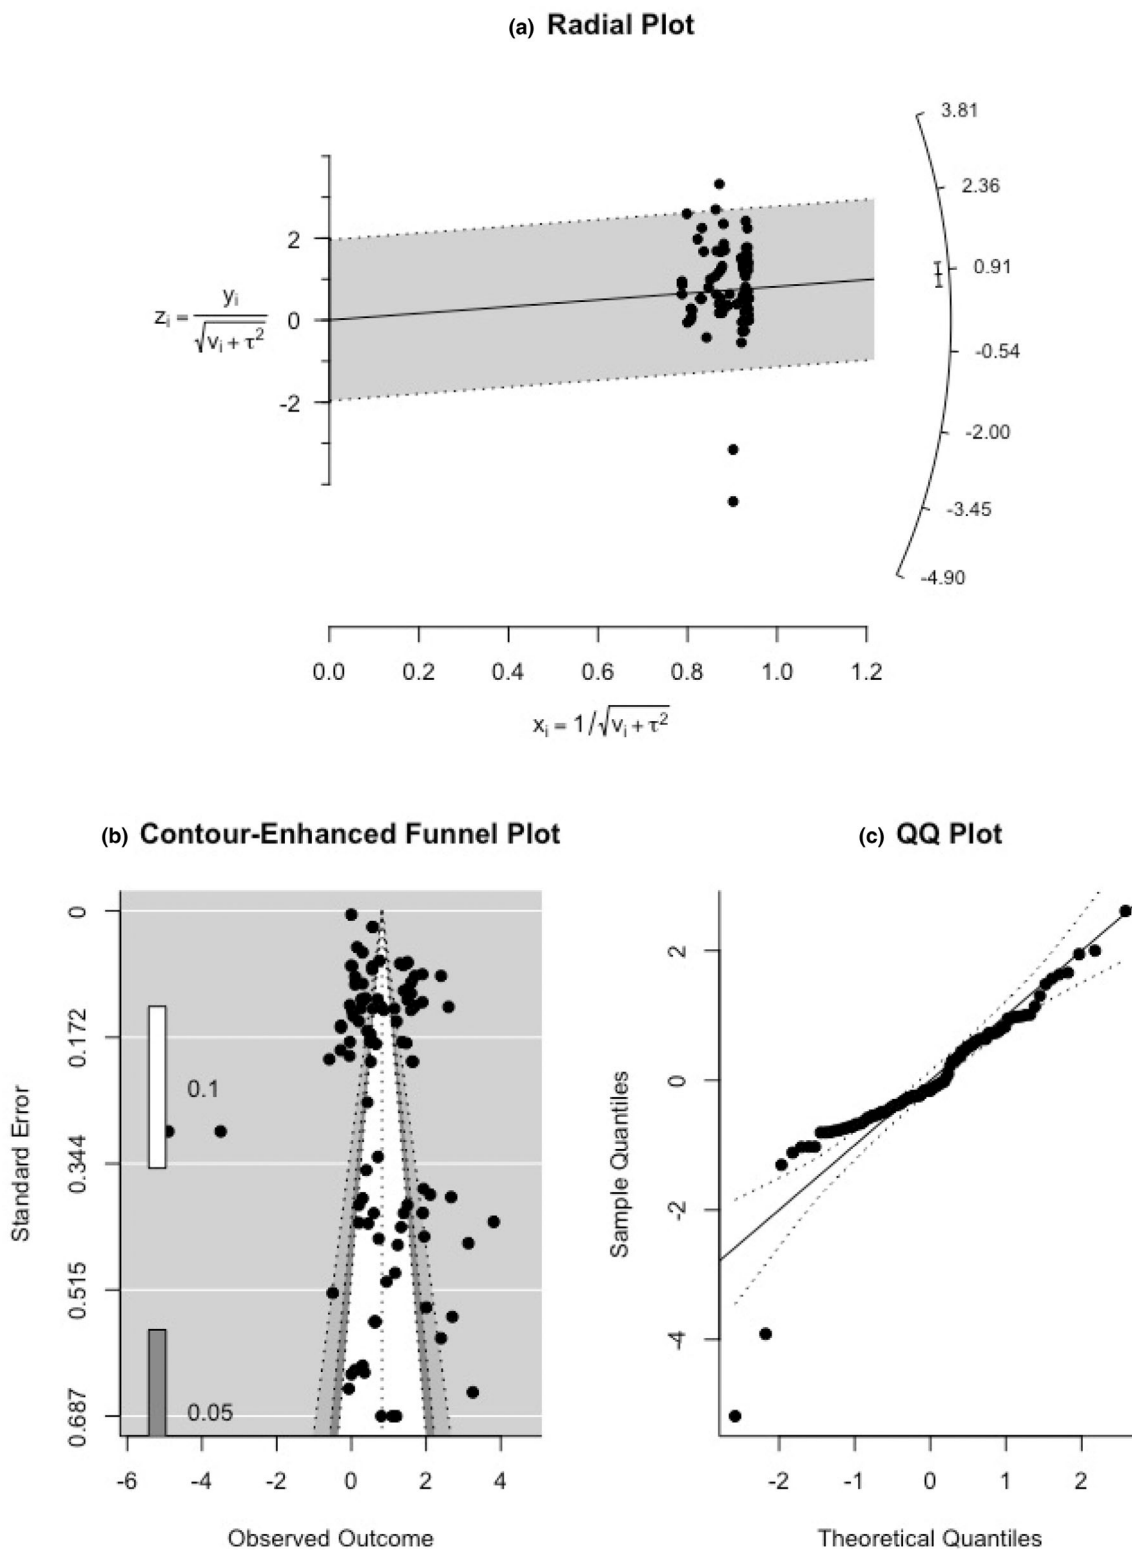 (a) Radial Plot
3.81
2.36
0.91
-0.54
-2.00
-3.45
-4.90
2
0
-2
zᵢ = yᵢ / √(vᵢ + τ²)
0.0 0.2 0.4 0.6 0.8 1.0 1.2
xᵢ = 1/√(vᵢ + τ²)
(b) Contour-Enhanced Funnel Plot
Standard Error
0
0.172
0.344
0.515
0.687
0.1
0.05
-6 -4 -2 0 2 4
Observed Outcome
(c) QQ Plot
Sample Quantiles
2
0
-2
-4
-2 -1 0 1 2
Theoretical Quantiles